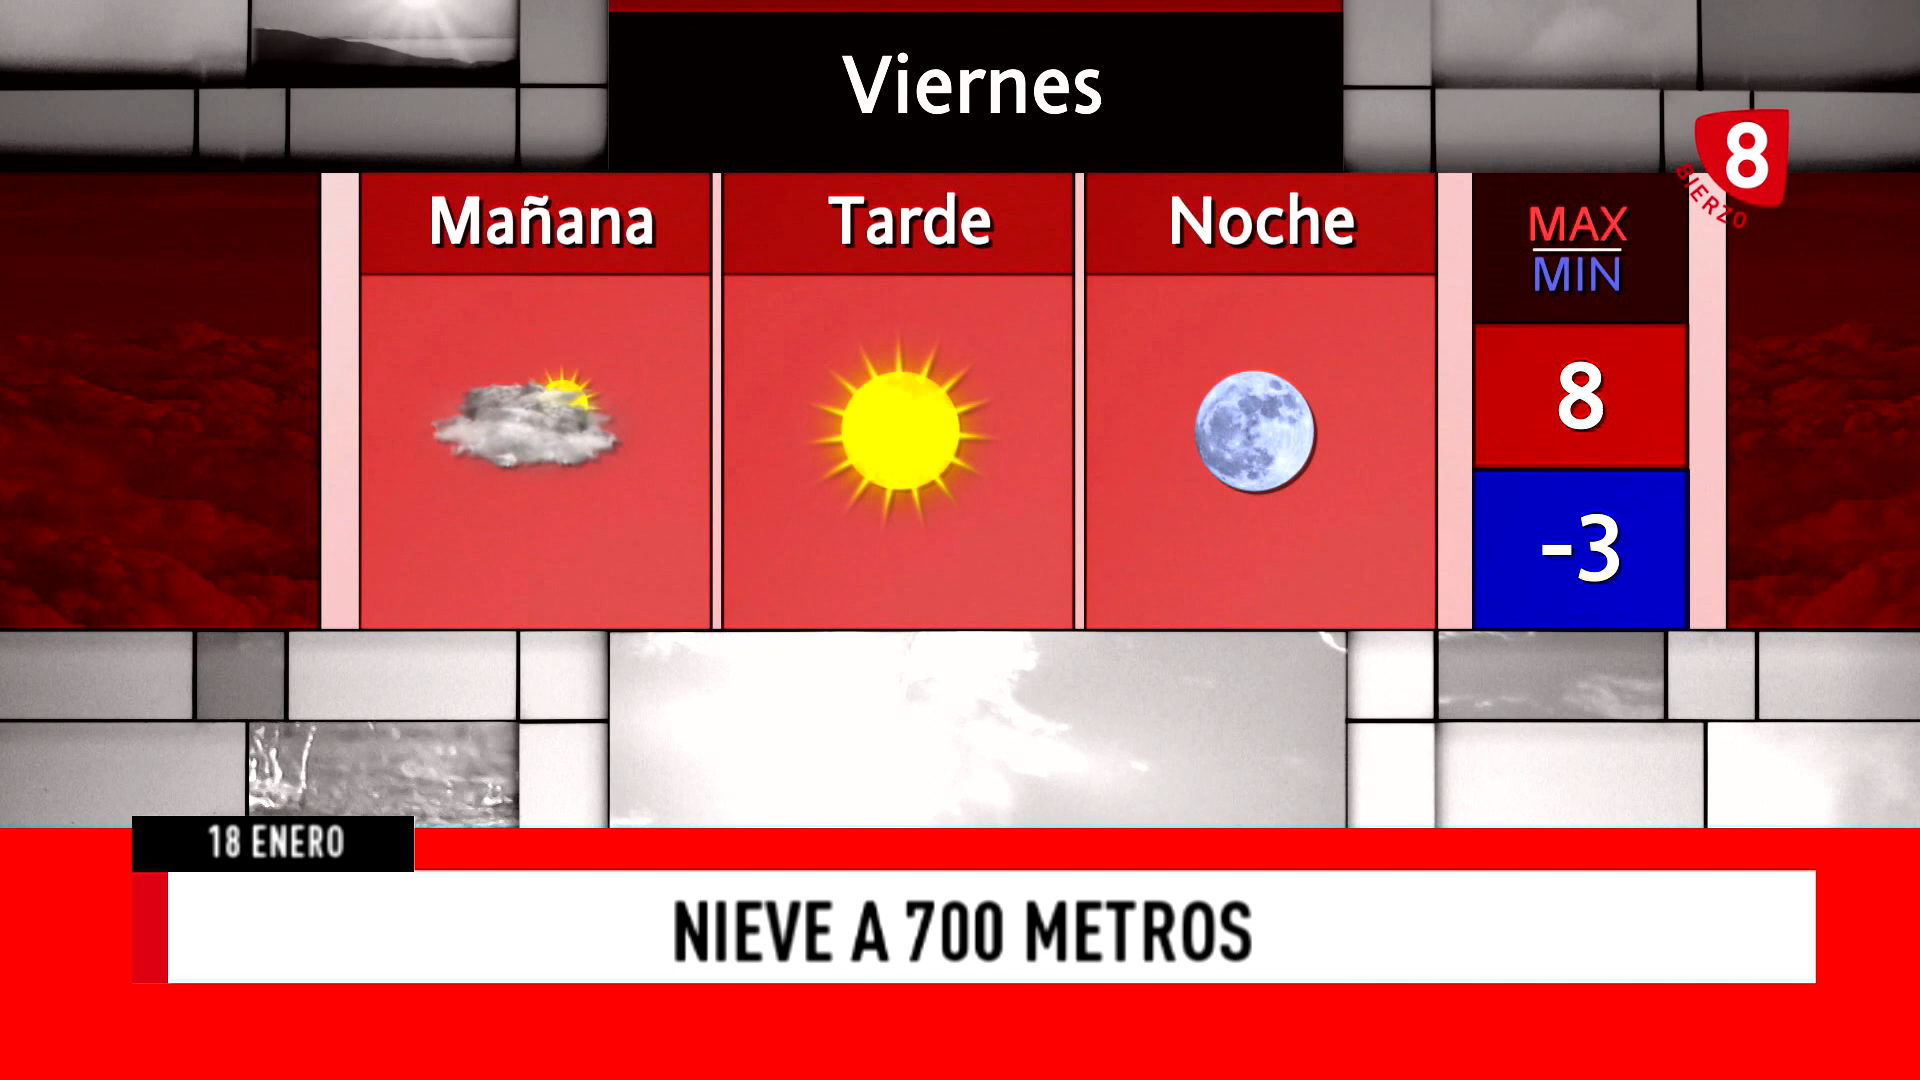 Viernes
Mañana
Tarde
Noche
MAX
MIN
8
-3
8
BIERZO
18 ENERO
NIEVE A 700 METROS